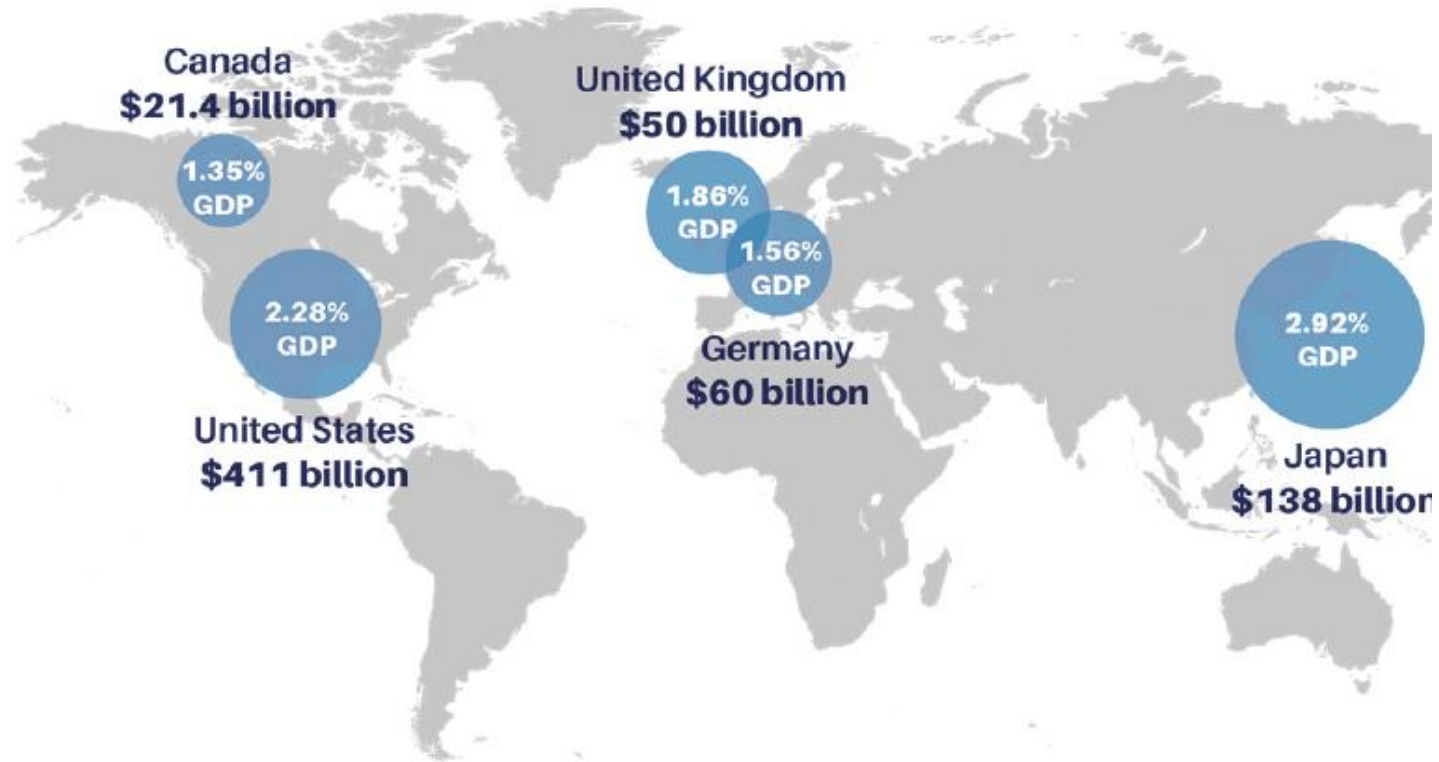 Canada
$21.4 billion
1.35%
GDP
United Kingdom
$50 billion
1.86%
GDP
1.56%
GDP
Germany
$60 billion
2.28%
GDP
United States
$411 billion
2.92%
GDP
Japan
$138 billion